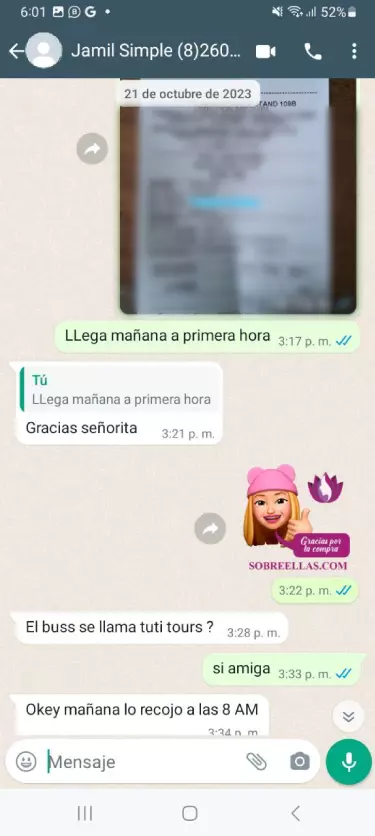 6:01
52%
Jamil Simple (8)260...
21 de octubre de 2023
TAND 109B
LLega mañana a primera hora 3:17 p. m.
Tú
LLega mañana a primera hora
Gracias señorita 3:21 p. m.
Gracias por
la compra
SOBREELLAS.COM
3:22 p. m.
El buss se llama tuti tours ? 3:28 p. m.
si amiga 3:33 p. m.
Okey mañana lo recojo a las 8 AM
3:34 p. m.
Mensaje